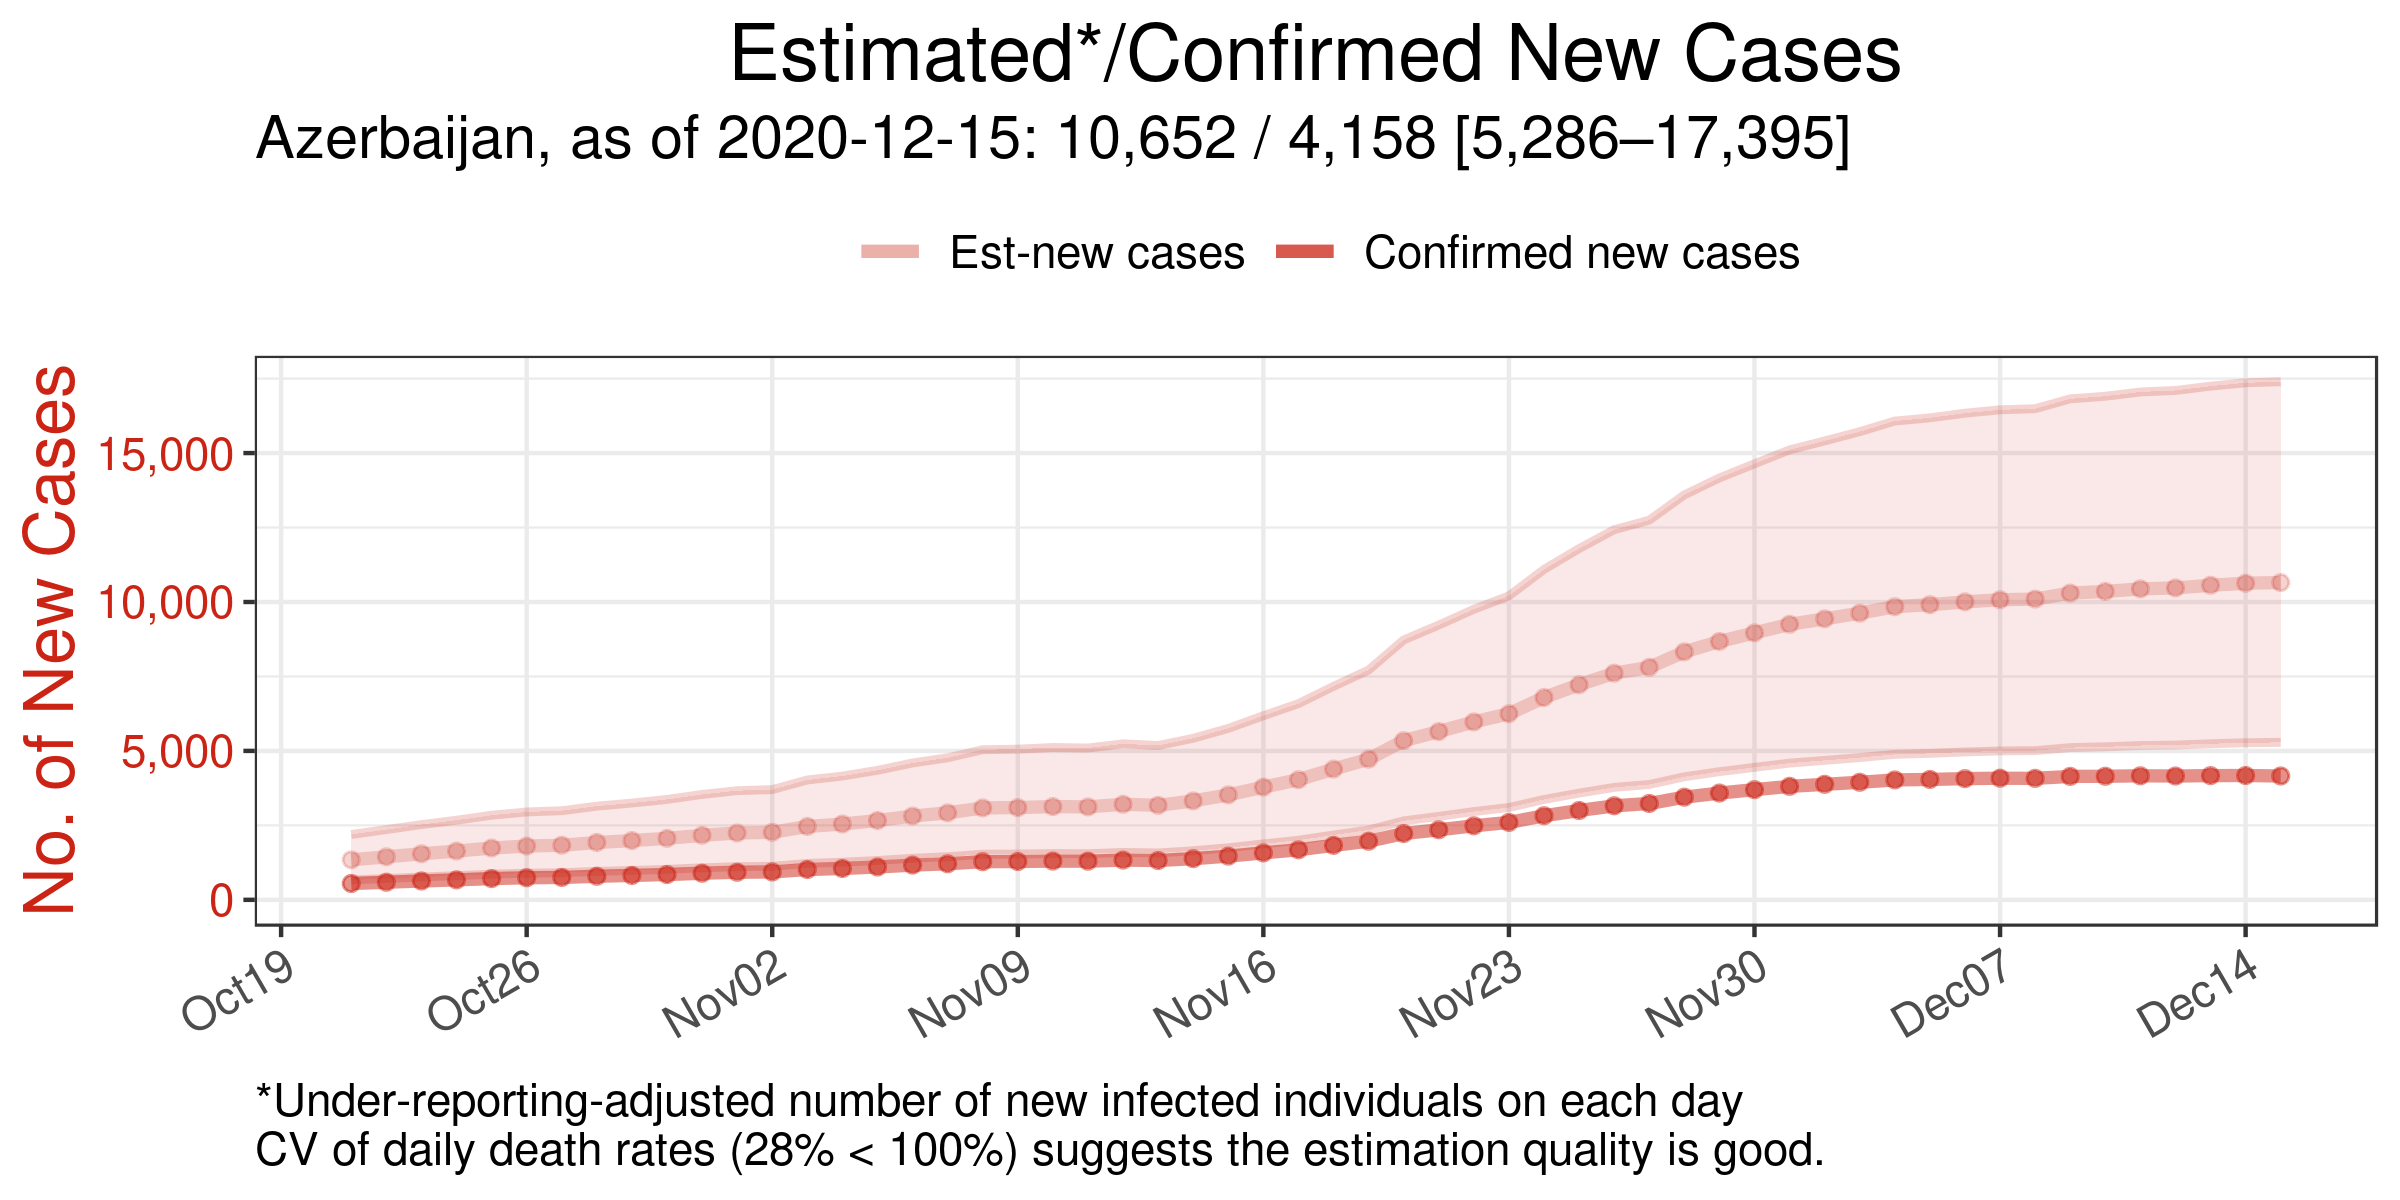 Estimated*/Confirmed New Cases
Azerbaijan, as of 2020-12-15: 10,652 / 4,158 [5,286–17,395]
Est-new cases
Confirmed new cases
No. of New Cases
15,000
10,000
5,000
0
Oct19
Oct26
Nov02
Nov09
Nov16
Nov23
Nov30
Dec07
Dec14
*Under-reporting-adjusted number of new infected individuals on each day
CV of daily death rates (28% < 100%) suggests the estimation quality is good.